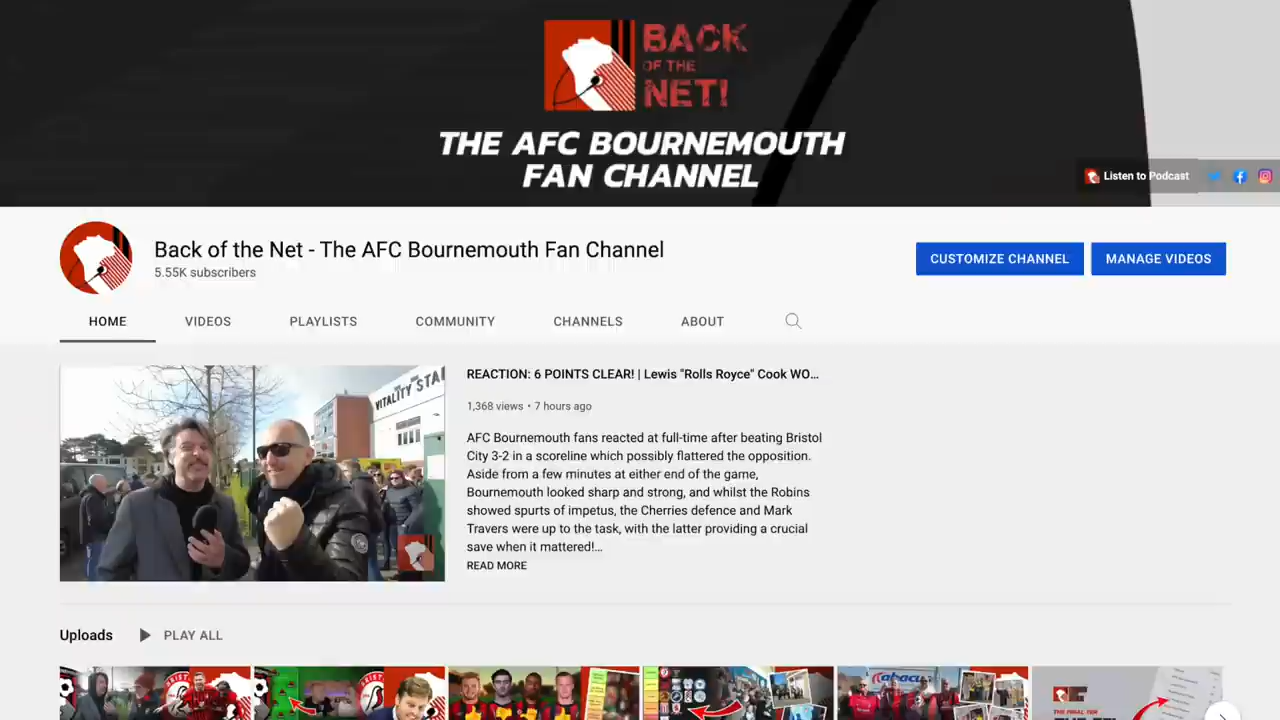 BACK
OF THE
NET!
THE AFC BOURNEMOUTH
FAN CHANNEL
Listen to Podcast
Back of the Net - The AFC Bournemouth Fan Channel
5.55K subscribers
CUSTOMIZE CHANNEL
MANAGE VIDEOS
HOME
VIDEOS
PLAYLISTS
COMMUNITY
CHANNELS
ABOUT
VITALITY STA
REACTION: 6 POINTS CLEAR! | Lewis "Rolls Royce" Cook WO...
1,368 views • 7 hours ago
AFC Bournemouth fans reacted at full-time after beating Bristol
City 3-2 in a scoreline which possibly flattered the opposition.
Aside from a few minutes at either end of the game,
Bournemouth looked sharp and strong, and whilst the Robins
showed spurts of impetus, the Cherries defence and Mark
Travers were up to the task, with the latter providing a crucial
save when it mattered!...
READ MORE
Uploads
PLAY ALL